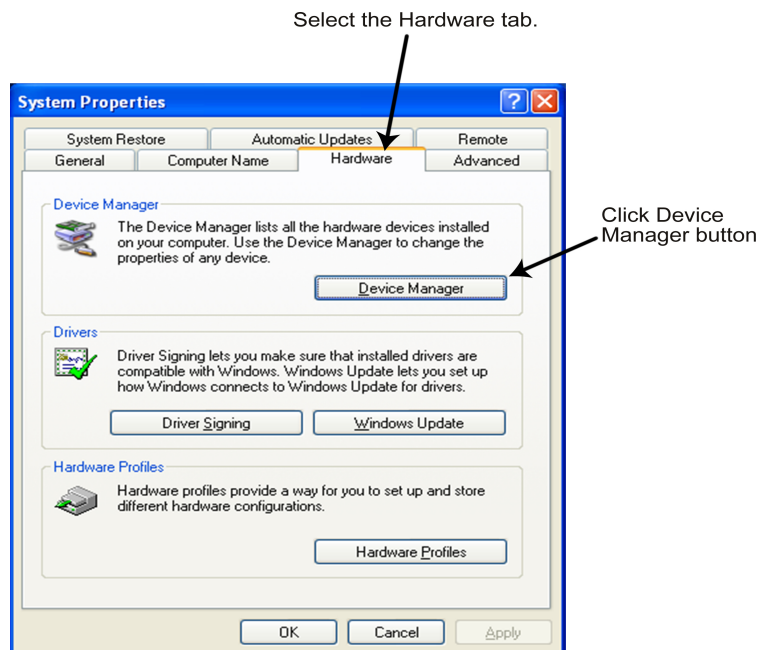 Select the Hardware tab.
System Properties
System Restore
Automatic Updates
Remote
General
Computer Name
Hardware
Advanced
Device Manager
The Device Manager lists all the hardware devices installed
on your computer. Use the Device Manager to change the
properties of any device.
Device Manager
Click Device
Manager button
Drivers
Driver Signing lets you make sure that installed drivers are
compatible with Windows. Windows Update lets you set up
how Windows connects to Windows Update for drivers.
Driver Signing
Windows Update
Hardware Profiles
Hardware profiles provide a way for you to set up and store
different hardware configurations.
Hardware Profiles
OK
Cancel
Apply